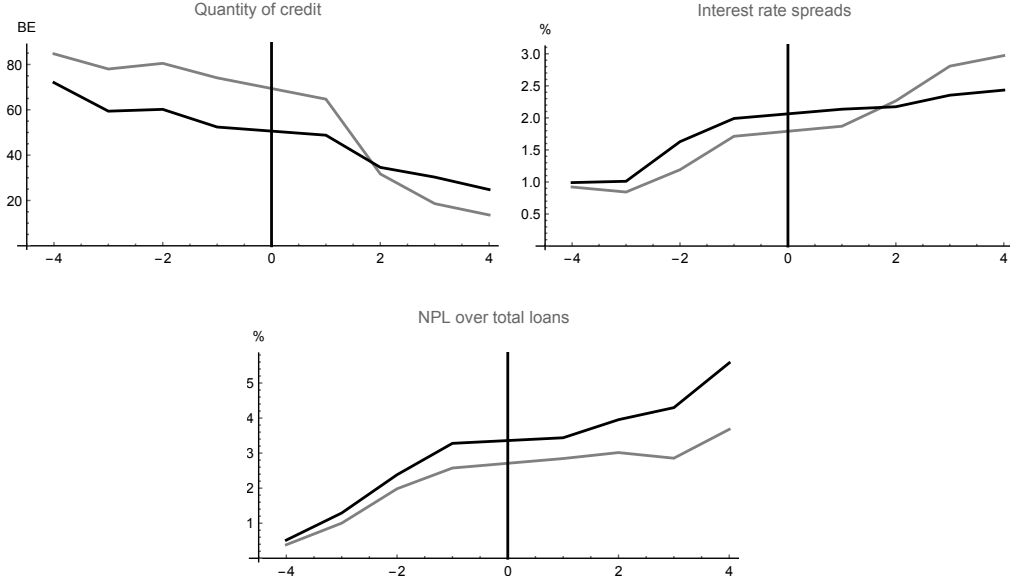 Quantity of credit
BE
80
60
40
20
−4 −2 0 2 4
Interest rate spreads
%
3.0
2.5
2.0
1.5
1.0
0.5
−4 −2 0 2 4
NPL over total loans
%
5
4
3
2
1
−4 −2 0 2 4